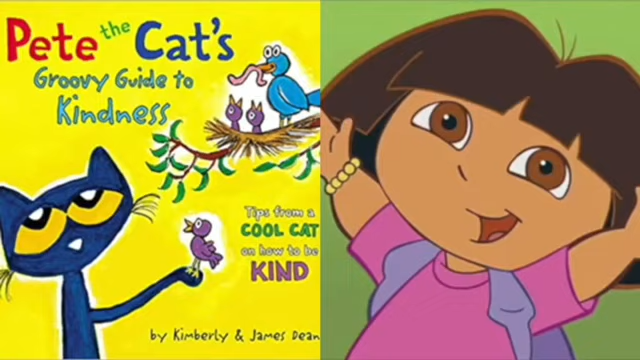 Pete the Cat's
Groovy Guide to
Kindness
Tips from a
COOL CAT
on how to be
KIND
by Kimberly & James Dean